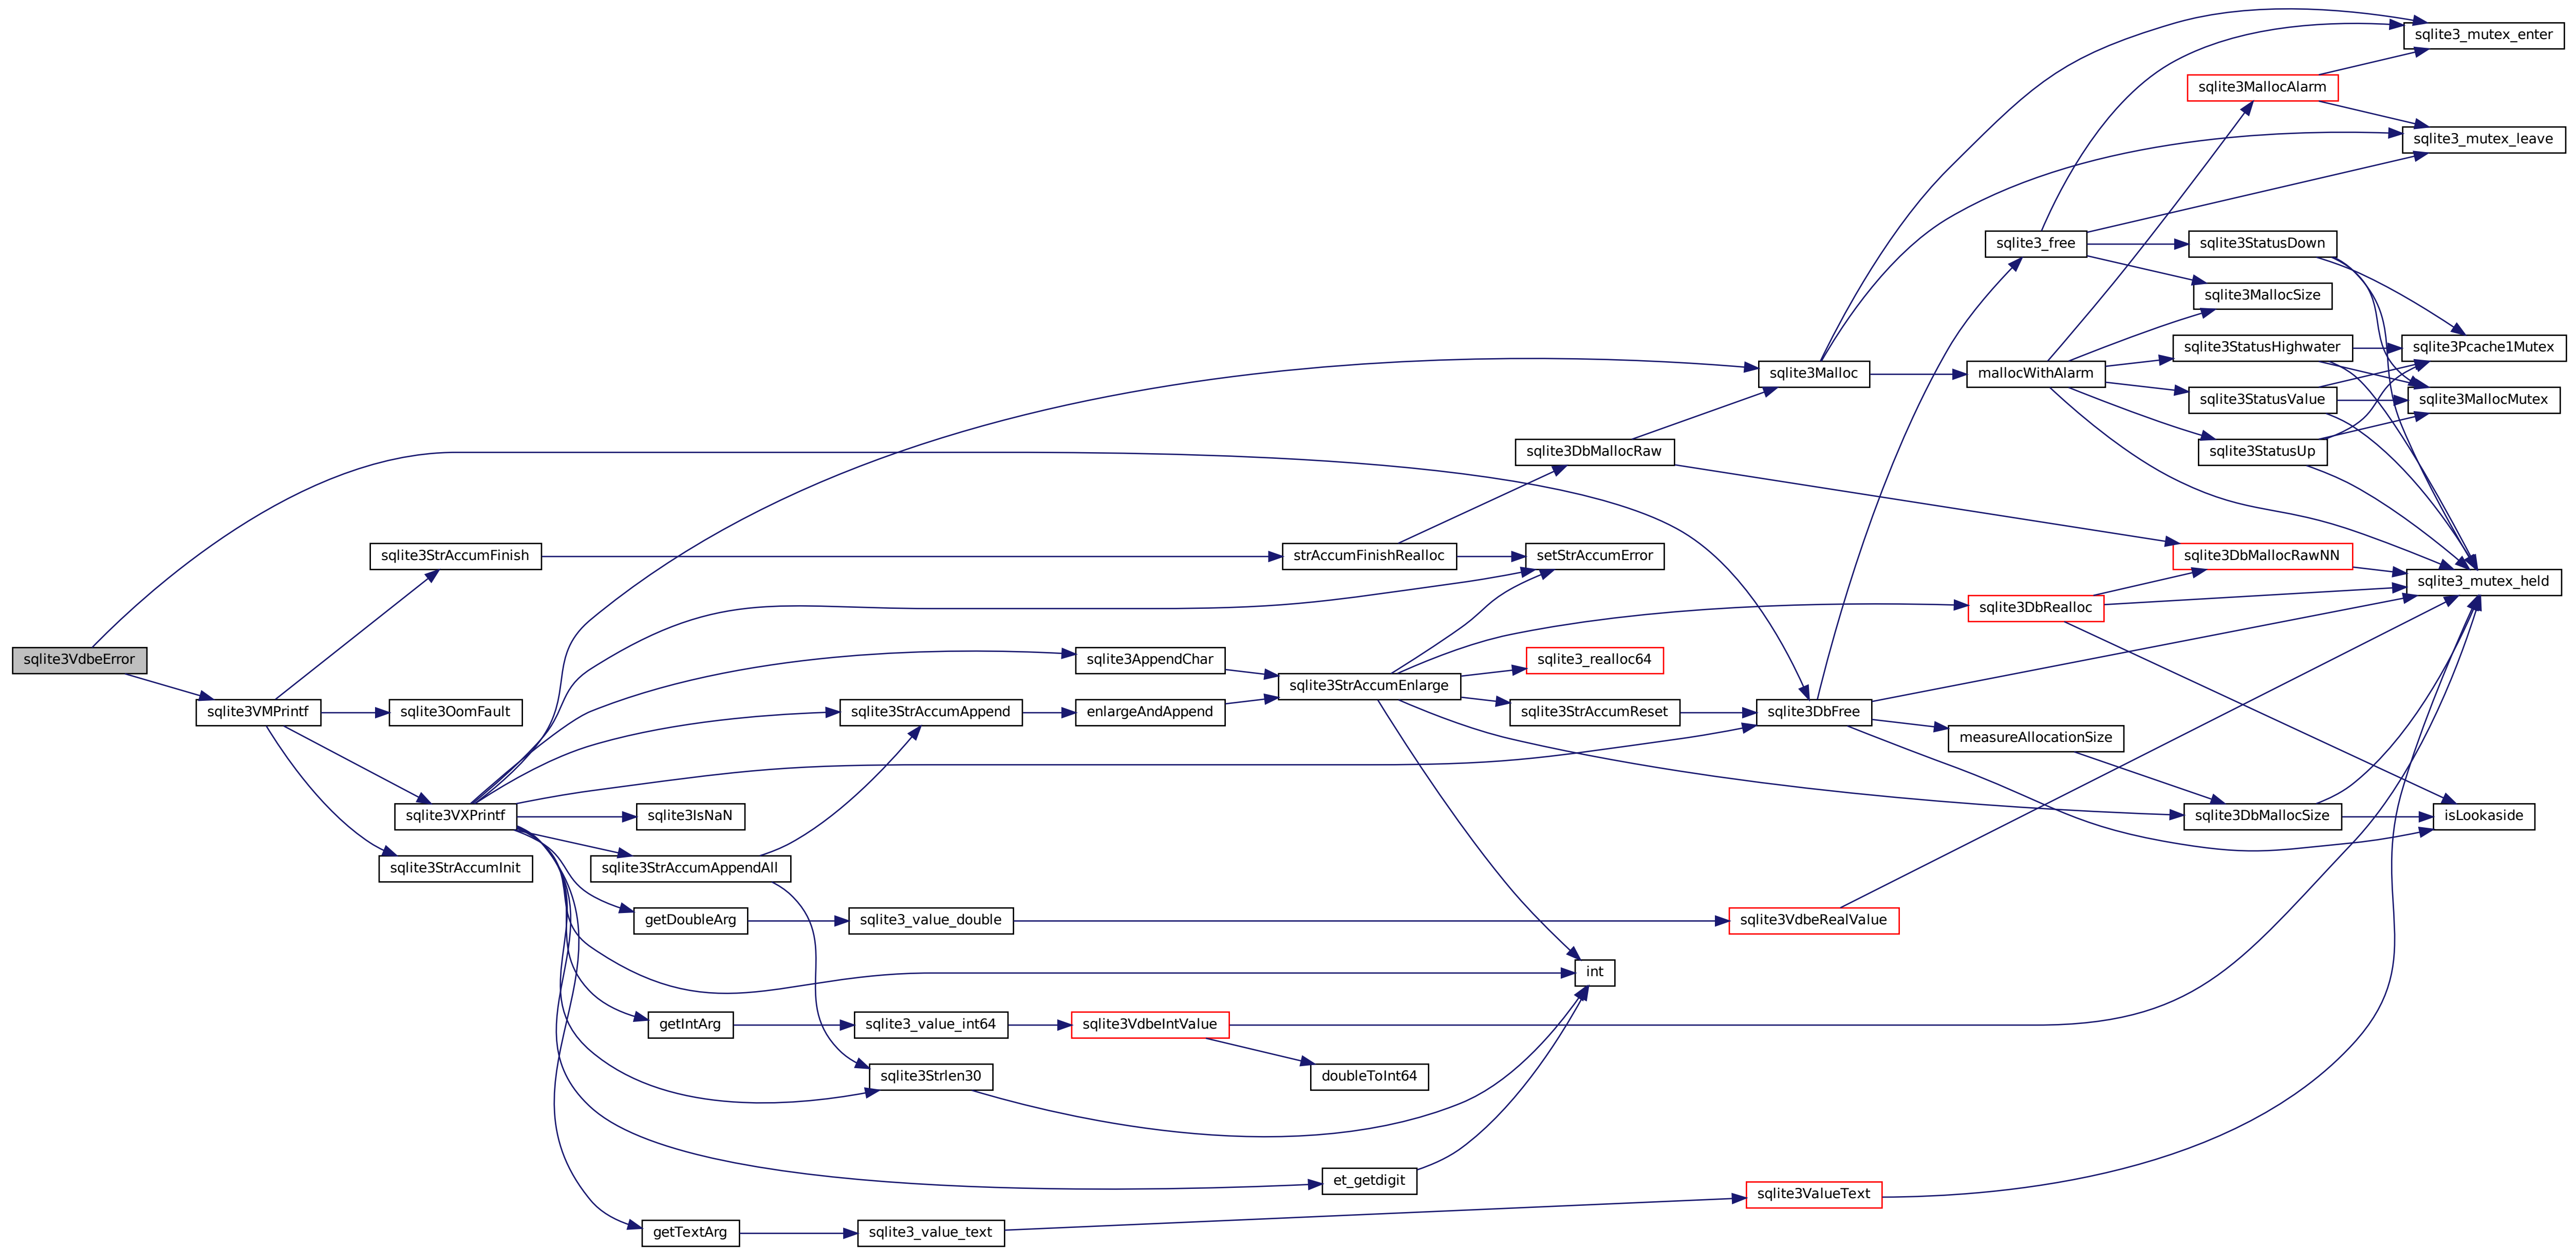 sqlite3_mutex_enter
sqlite3MallocAlarm
sqlite3_mutex_leave
sqlite3_free
sqlite3StatusDown
sqlite3MallocSize
sqlite3StatusHighwater
sqlite3Pcache1Mutex
sqlite3Malloc
mallocWithAlarm
sqlite3StatusValue
sqlite3MallocMutex
sqlite3DbMallocRaw
sqlite3StatusUp
sqlite3StrAccumFinish
strAccumFinishRealloc
setStrAccumError
sqlite3DbMallocRawNN
sqlite3_mutex_held
sqlite3DbRealloc
sqlite3VdbeError
sqlite3AppendChar
sqlite3_realloc64
sqlite3StrAccumEnlarge
sqlite3VMPrintf
sqlite3OomFault
sqlite3StrAccumAppend
enlargeAndAppend
sqlite3StrAccumReset
sqlite3DbFree
measureAllocationSize
sqlite3VXPrintf
sqlite3IsNaN
sqlite3DbMallocSize
isLookaside
sqlite3StrAccumInit
sqlite3StrAccumAppendAll
getDoubleArg
sqlite3_value_double
sqlite3VdbeRealValue
int
getIntArg
sqlite3_value_int64
sqlite3VdbeIntValue
sqlite3Strlen30
doubleToInt64
et_getdigit
sqlite3ValueText
getTextArg
sqlite3_value_text